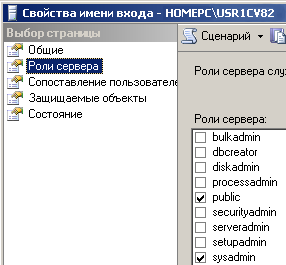 Свойства имени входа - HOMEPC\USR1CV82
Выбор страницы
Общие
Роли сервера
Сопоставление пользователе
Защищаемые объекты
Состояние
Сценарий
Роли сервера слу
Роли сервера:
bulkadmin
dbcreator
diskadmin
processadmin
public
securityadmin
serveradmin
setupadmin
sysadmin